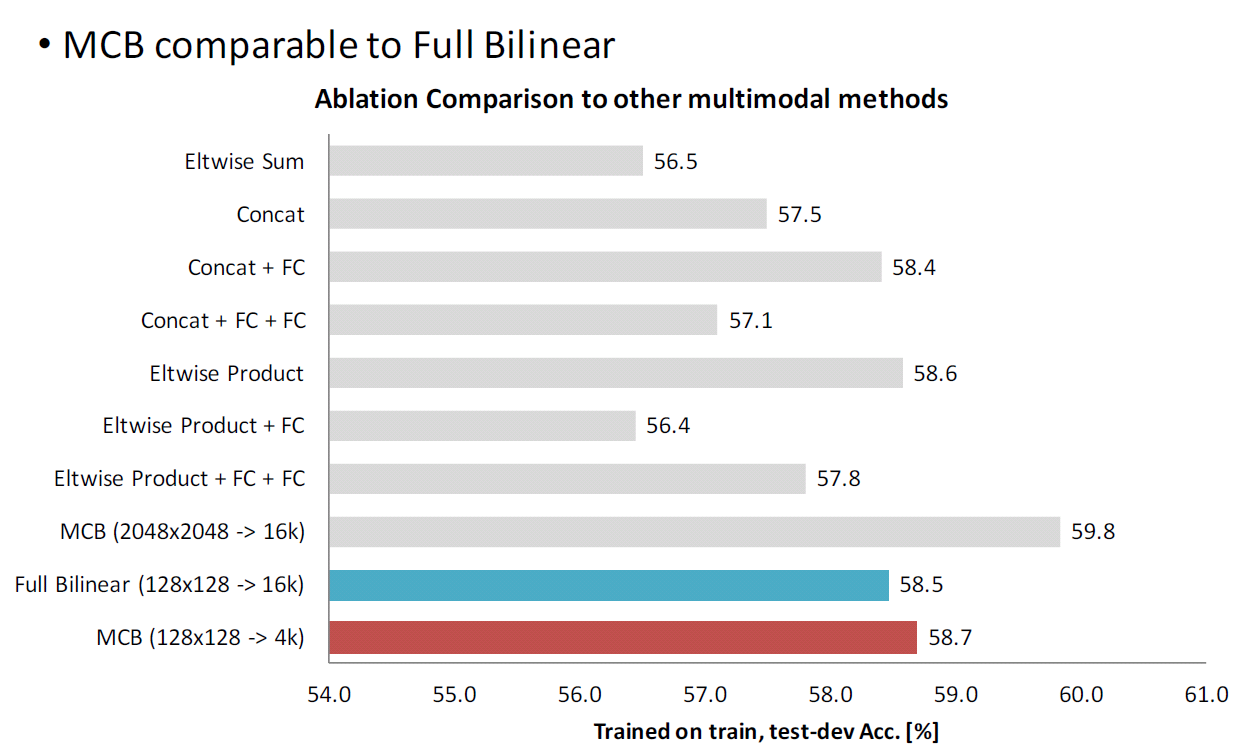 • MCB comparable to Full Bilinear
Ablation Comparison to other multimodal methods
Eltwise Sum 56.5
Concat 57.5
Concat + FC 58.4
Concat + FC + FC 57.1
Eltwise Product 58.6
Eltwise Product + FC 56.4
Eltwise Product + FC + FC 57.8
MCB (2048x2048 -> 16k) 59.8
Full Bilinear (128x128 -> 16k) 58.5
MCB (128x128 -> 4k) 58.7
54.0 55.0 56.0 57.0 58.0 59.0 60.0 61.0
Trained on train, test-dev Acc. [%]